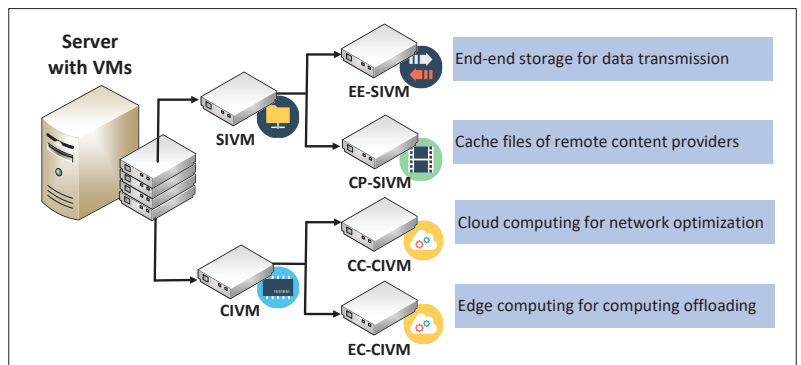 Server
with VMs
SIVM
EE-SIVM
End-end storage for data transmission
CP-SIVM
Cache files of remote content providers
CIVM
CC-CIVM
Cloud computing for network optimization
EC-CIVM
Edge computing for computing offloading